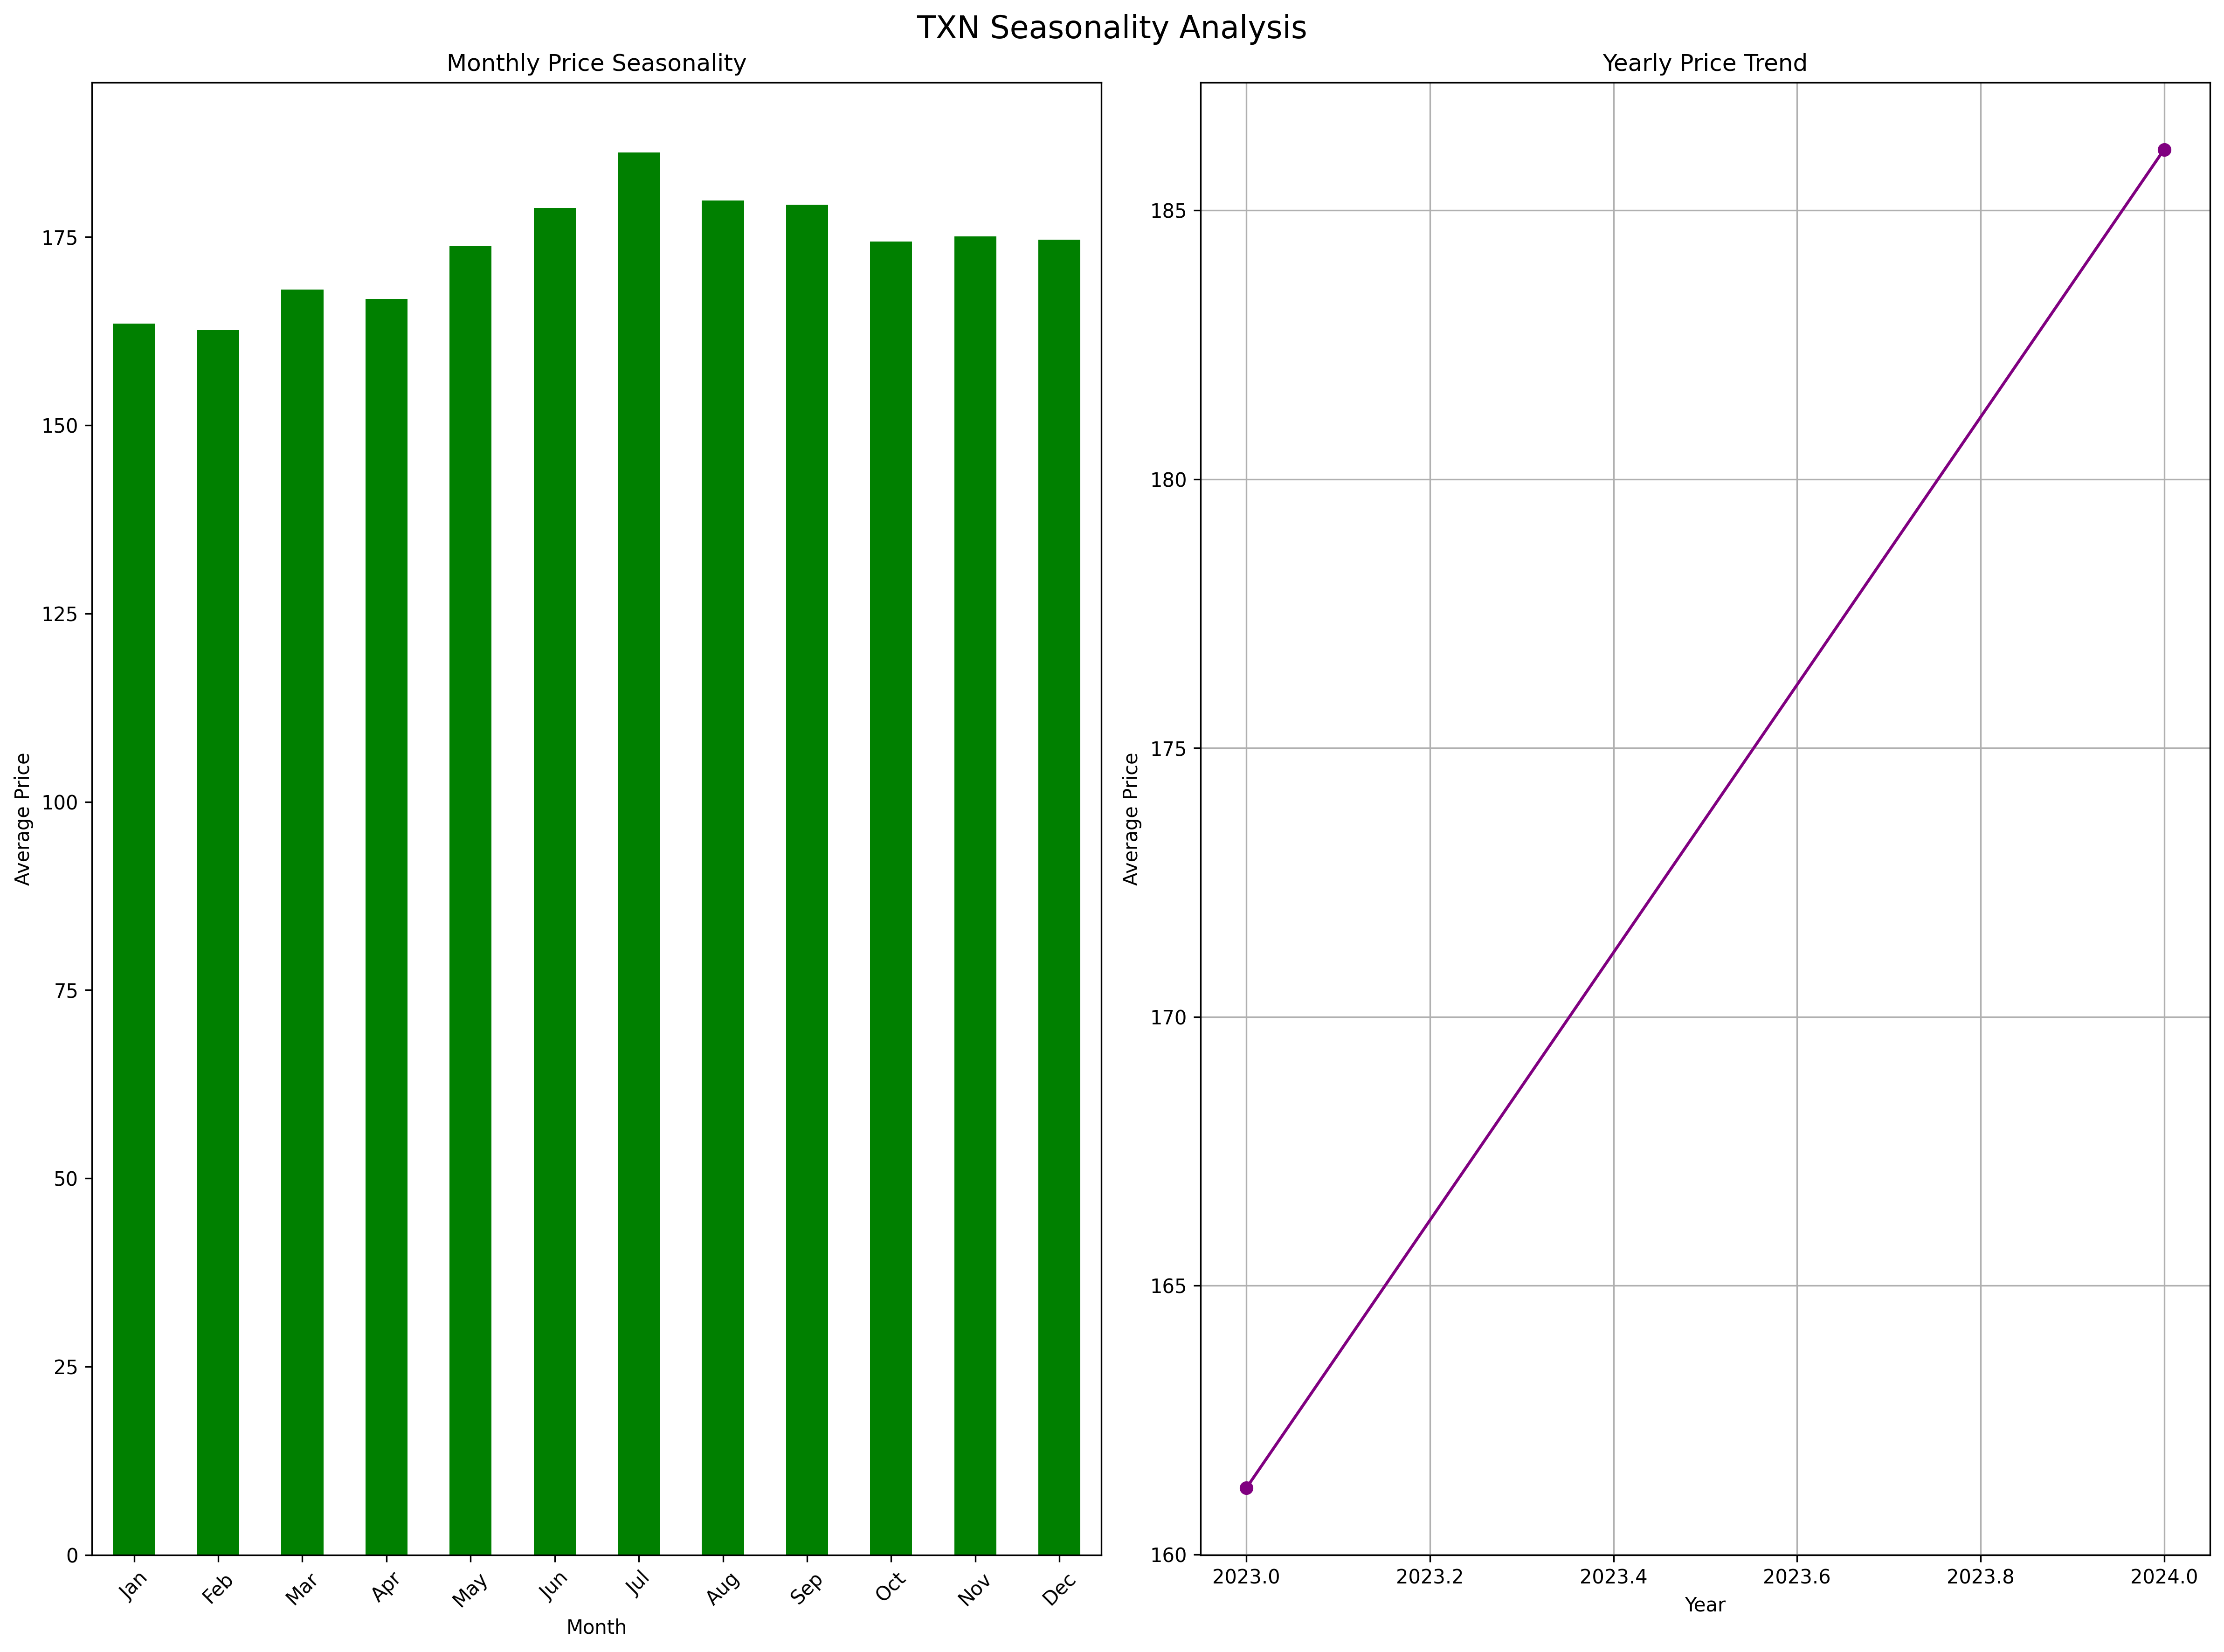 TXN Seasonality Analysis
Monthly Price Seasonality
Average Price
175
150
125
100
75
50
25
0
Jan
Feb
Mar
Apr
May
Jun
Jul
Aug
Sep
Oct
Nov
Dec
Month
Yearly Price Trend
Average Price
185
180
175
170
165
160
2023.0
2023.2
2023.4
2023.6
2023.8
2024.0
Year